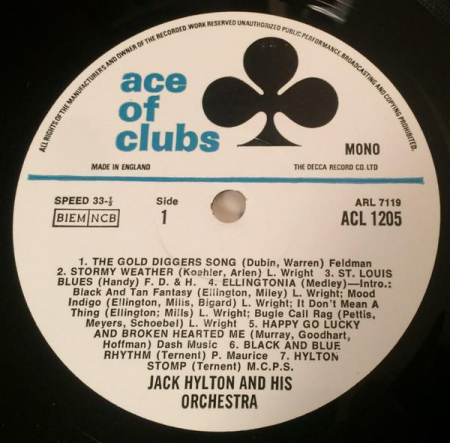 ALL RIGHTS OF THE MANUFACTURERS AND OWNER OF THE RECORDED WORK RESERVED UNAUTHORIZED PUBLIC PERFORMANCE, BROADCASTING AND COPYING PROHIBITED.
ace
of
clubs
MONO
MADE IN ENGLAND THE DECCA RECORD CO. LTD
SPEED 33-⅓ Side ARL 7119
BIEM/NCB 1 ACL 1205
1. THE GOLD DIGGERS SONG (Dubin, Warren) Feldman
2. STORMY WEATHER (Koehler, Arlen) L. Wright 3. ST. LOUIS
BLUES (Handy) F. D. & H. 4. ELLINGTONIA (Medley)—Intro.:
Black And Tan Fantasy (Ellington, Miley) L. Wright; Mood
Indigo (Ellington, Mills, Bigard) L. Wright; It Don't Mean A
Thing (Ellington; Mills) L. Wright; Bugle Call Rag (Pettis,
Meyers, Schoebel) L. Wright 5. HAPPY GO LUCKY
AND BROKEN HEARTED ME (Murray, Goodhart,
Hoffman) Dash Music 6. BLACK AND BLUE
RHYTHM (Ternent) P. Maurice 7. HYLTON
STOMP (Ternent) M.C.P.S.
JACK HYLTON AND HIS
ORCHESTRA